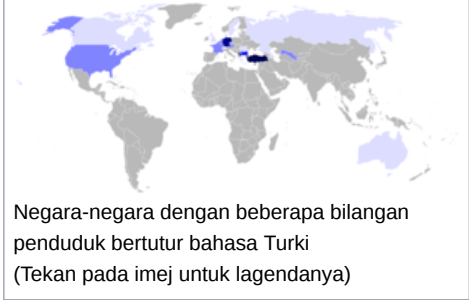 Negara-negara dengan beberapa bilangan
penduduk bertutur bahasa Turki
(Tekan pada imej untuk lagendanya)